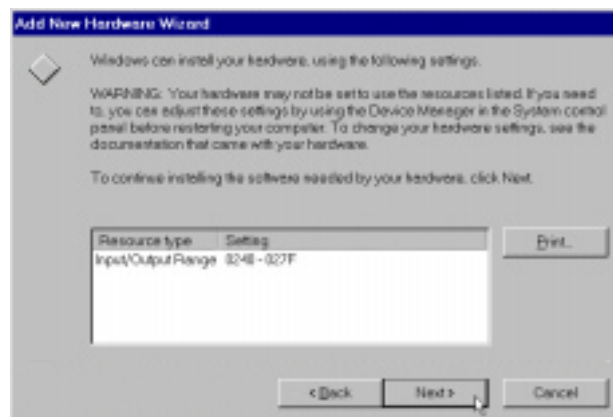 Add New Hardware Wizard
Windows can install your hardware, using the following settings.
WARNING: Your hardware may not be set to use the resources listed. If you need
to, you can adjust these settings by using the Device Manager in the System control
panel before restarting your computer. To change your hardware settings, see the
documentation that came with your hardware.
To continue installing the software needed by your hardware, click Next.
Resource type Setting
Print...
Input/Output Range 0240 - 027F
< Back Next > Cancel